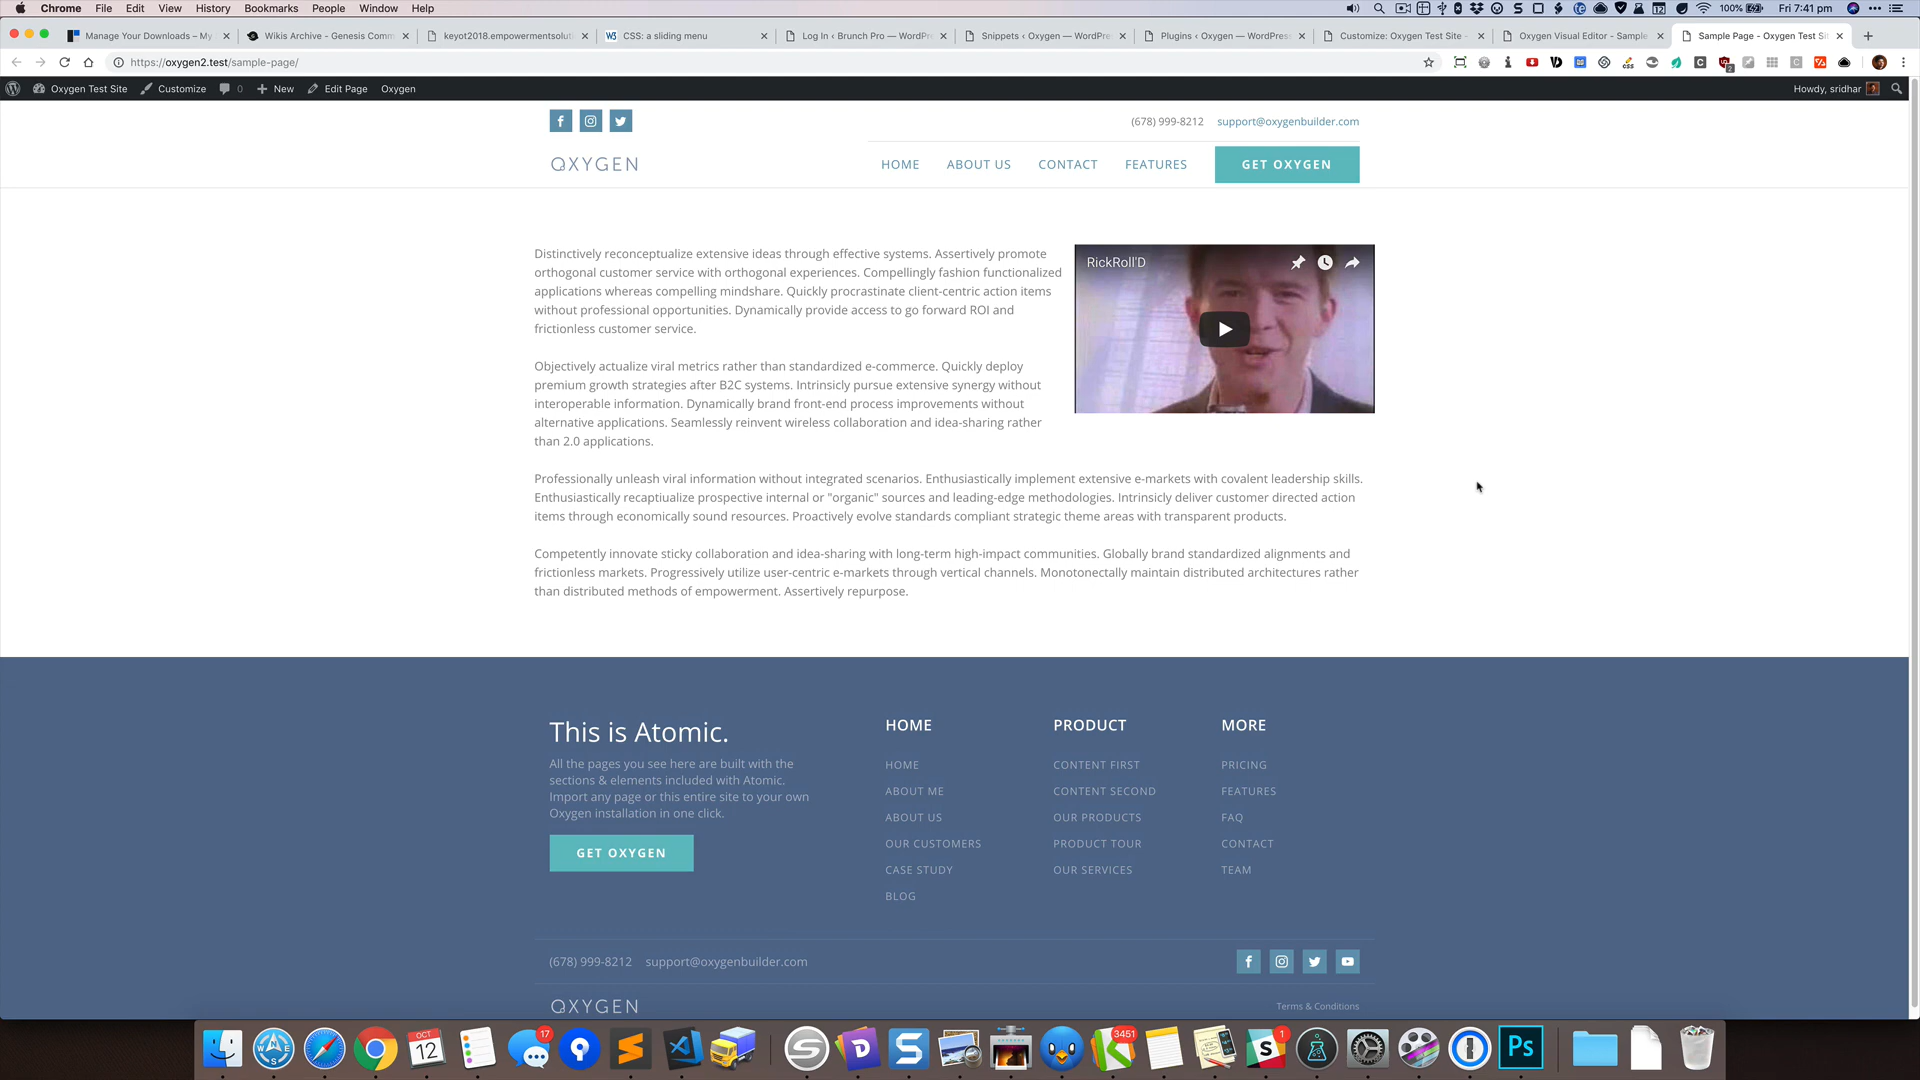 Chrome File Edit View History Bookmarks People Window Help
100% Fri 7:41 pm
Manage Your Downloads – My
Wikis Archive - Genesis Comm
keyot2018.empowermentsolut
CSS: a sliding menu
Log In ‹ Brunch Pro — WordPr
Snippets ‹ Oxygen — WordPre
Plugins ‹ Oxygen — WordPress
Customize: Oxygen Test Site -
Oxygen Visual Editor - Sample
Sample Page - Oxygen Test Sit
https://oxygen2.test/sample-page/
Oxygen Test Site Customize 0 New Edit Page Oxygen
Howdy, sridhar
(678) 999-8212 support@oxygenbuilder.com
OXYGEN
HOME ABOUT US CONTACT FEATURES GET OXYGEN
Distinctively reconceptualize extensive ideas through effective systems. Assertively promote
orthogonal customer service with orthogonal experiences. Compellingly fashion functionalized
applications whereas compelling mindshare. Quickly procrastinate client-centric action items
without professional opportunities. Dynamically provide access to go forward ROI and
frictionless customer service.
RickRoll'D
Objectively actualize viral metrics rather than standardized e-commerce. Quickly deploy
premium growth strategies after B2C systems. Intrinsicly pursue extensive synergy without
interoperable information. Dynamically brand front-end process improvements without
alternative applications. Seamlessly reinvent wireless collaboration and idea-sharing rather
than 2.0 applications.
Professionally unleash viral information without integrated scenarios. Enthusiastically implement extensive e-markets with covalent leadership skills.
Enthusiastically recaptiualize prospective internal or "organic" sources and leading-edge methodologies. Intrinsicly deliver customer directed action
items through economically sound resources. Proactively evolve standards compliant strategic theme areas with transparent products.
Competently innovate sticky collaboration and idea-sharing with long-term high-impact communities. Globally brand standardized alignments and
frictionless markets. Progressively utilize user-centric e-markets through vertical channels. Monotonectally maintain distributed architectures rather
than distributed methods of empowerment. Assertively repurpose.
This is Atomic.
All the pages you see here are built with the
sections & elements included with Atomic.
Import any page or this entire site to your own
Oxygen installation in one click.
GET OXYGEN
HOME
HOME
ABOUT ME
ABOUT US
OUR CUSTOMERS
CASE STUDY
BLOG
PRODUCT
CONTENT FIRST
CONTENT SECOND
OUR PRODUCTS
PRODUCT TOUR
OUR SERVICES
MORE
PRICING
FEATURES
FAQ
CONTACT
TEAM
(678) 999-8212 support@oxygenbuilder.com
OXYGEN
Terms & Conditions
OCT
12
17
3451
1
Ps